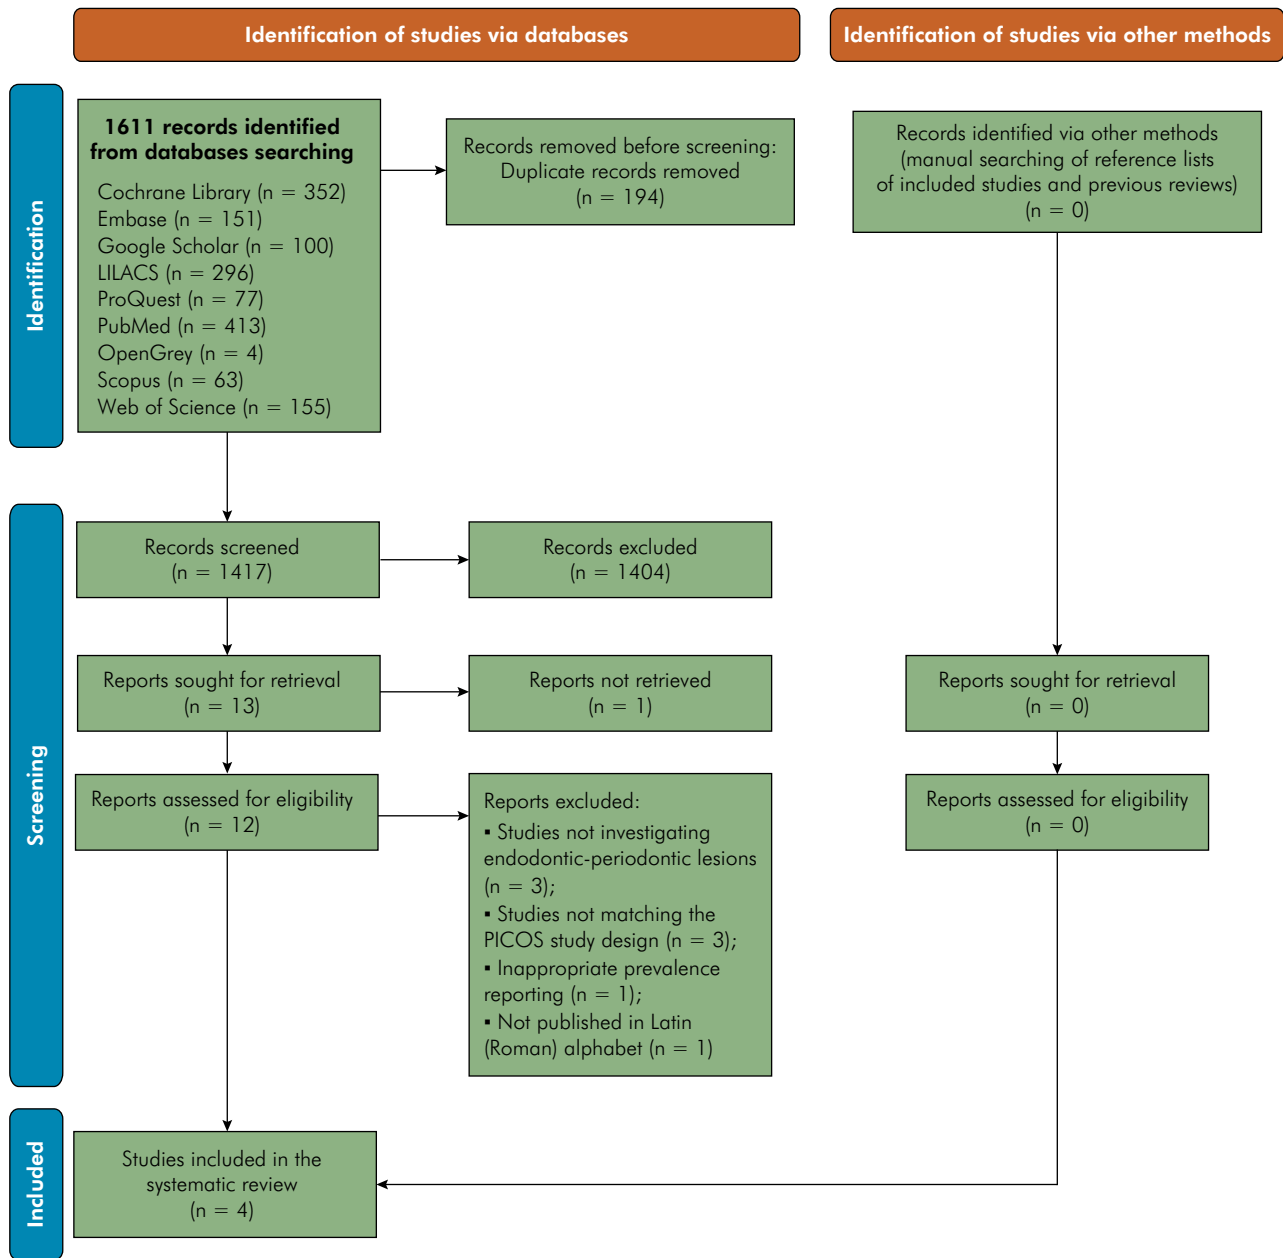 Identification of studies via databases
Identification of studies via other methods
Identification
1611 records identified
from databases searching
Cochrane Library (n = 352)
Embase (n = 151)
Google Scholar (n = 100)
LILACS (n = 296)
ProQuest (n = 77)
PubMed (n = 413)
OpenGrey (n = 4)
Scopus (n = 63)
Web of Science (n = 155)
Records removed before screening:
Duplicate records removed
(n = 194)
Records identified via other methods
(manual searching of reference lists
of included studies and previous reviews)
(n = 0)
Screening
Records screened
(n = 1417)
Records excluded
(n = 1404)
Reports sought for retrieval
(n = 13)
Reports not retrieved
(n = 1)
Reports sought for retrieval
(n = 0)
Reports assessed for eligibility
(n = 12)
Reports excluded:
▪ Studies not investigating
endodontic-periodontic lesions
(n = 3);
▪ Studies not matching the
PICOS study design (n = 3);
▪ Inappropriate prevalence
reporting (n = 1);
▪ Not published in Latin
(Roman) alphabet (n = 1)
Reports assessed for eligibility
(n = 0)
Included
Studies included in the
systematic review
(n = 4)